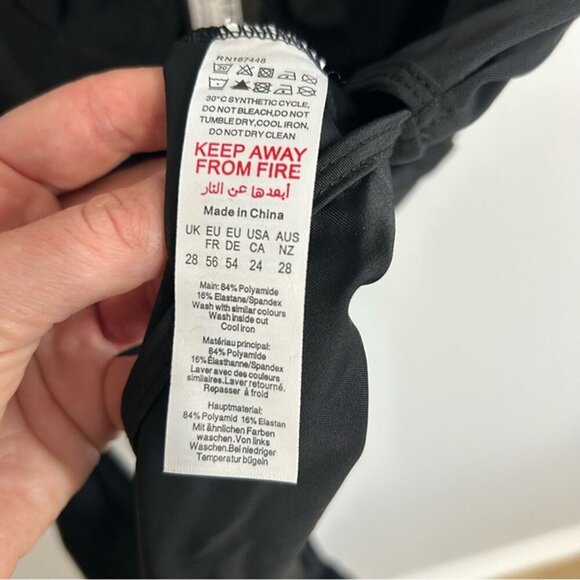 RN167448
30°C SYNTHETIC CYCLE,
DO NOT BLEACH,DO NOT
TUMBLE DRY,COOL IRON,
DO NOT DRY CLEAN
KEEP AWAY
FROM FIRE
أبعدها عن النار
Made in China
UK EU EU USA AUS
FR DE CA NZ
28 56 54 24 28
Main: 84% Polyamide
16% Elastane/Spandex
Wash with similar colours
Wash inside out
Cool iron
Matériau principal:
84% Polyamide
16%Élasthanne/Spandex
Laver avec des couleurs
similaires.Laver retourné.
Repasser à froid
Hauptmaterial:
84% Polyamid 16% Elastan
Mit ähnlichen Farben
waschen.Von links
Waschen.Bei niedriger
Temperatur bügeln